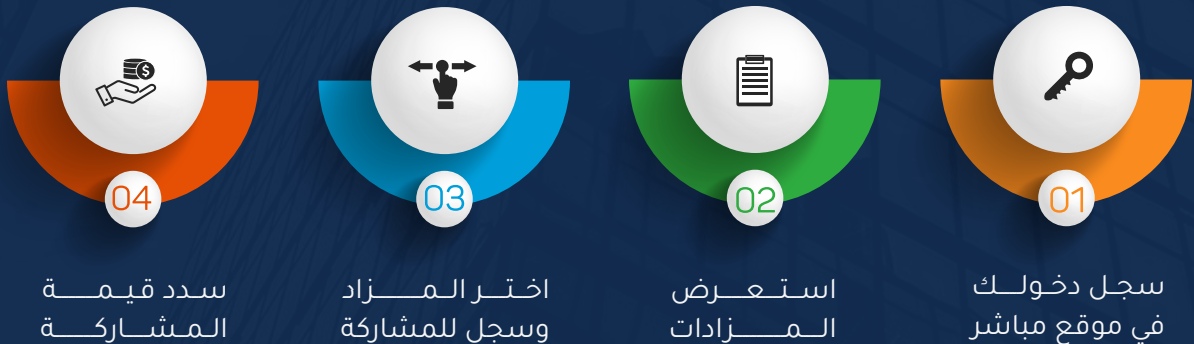 01
سجل دخولك
في موقع مباشر
02
استعرض
المزادات
03
اختر المزاد
وسجل للمشاركة
04
سدد قيمة
المشاركة